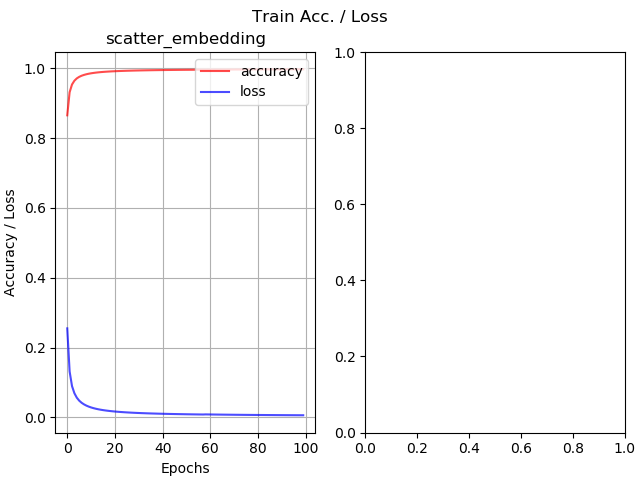 Train Acc. / Loss
scatter_embedding
accuracy
loss
Accuracy / Loss
1.0
0.8
0.6
0.4
0.2
0.0
0 20 40 60 80 100
Epochs
1.0
0.8
0.6
0.4
0.2
0.0
0.0 0.2 0.4 0.6 0.8 1.0